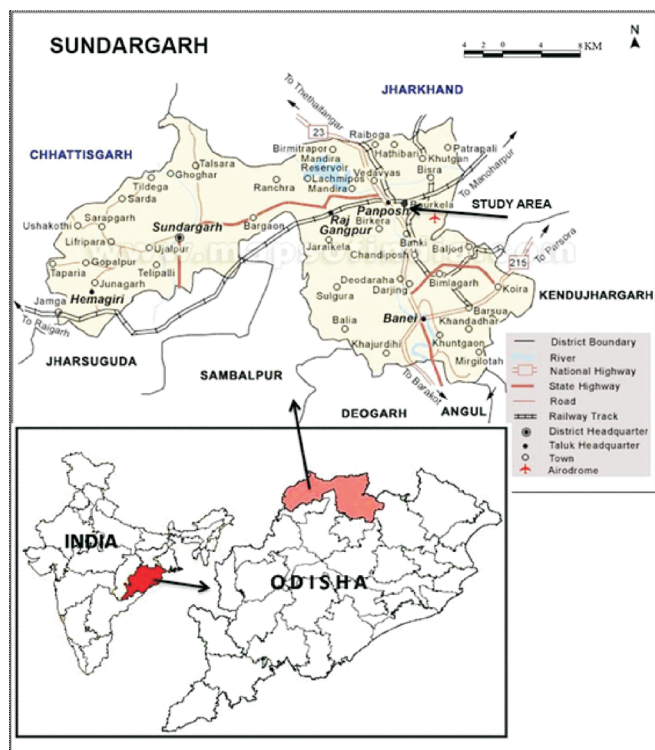 SUNDARGARH
4 2 0 4 8 KM
N
To Thethaitangar
JHARKHAND
23
Raiboga
Birmitrapor
Hathibari
Patrapali
CHHATTISGARH
Talsara
Mandira
Khutgan
Reservoir
Vedavyas
Bisra
Ghoghar
Tildega
Ranchra
Lachmipos
To Manoharpur
Sarda
Mandira
Panposh
Rourkela
STUDY AREA
Sarapgarh
Ushakothi
Sundargarh
Bargaon
Raj
Gangpur
Birkera
Lifripara
Ujalpur
Jaraikela
Banki
Baljod
To Parsora
Chandiposh
215
Gopalpur
Taparia
Telipalli
Junagarh
Deodaraha
Bimlagarh
Koira
KENDUJHARGARH
Hemagiri
Sulgura
Darjing
Jamga
Barsua
To Raigarh
Balia
Banei
Khandadhar
JHARSUGUDA
Khajurdihi
Khuntgaon
Mirgilotah
SAMBALPUR
To Barakot
DEOGARH
ANGUL
District Boundary
River
National Highway
State Highway
Road
Railway Track
District Headquarter
Taluk Headquarter
Town
Airodrome
INDIA
ODISHA